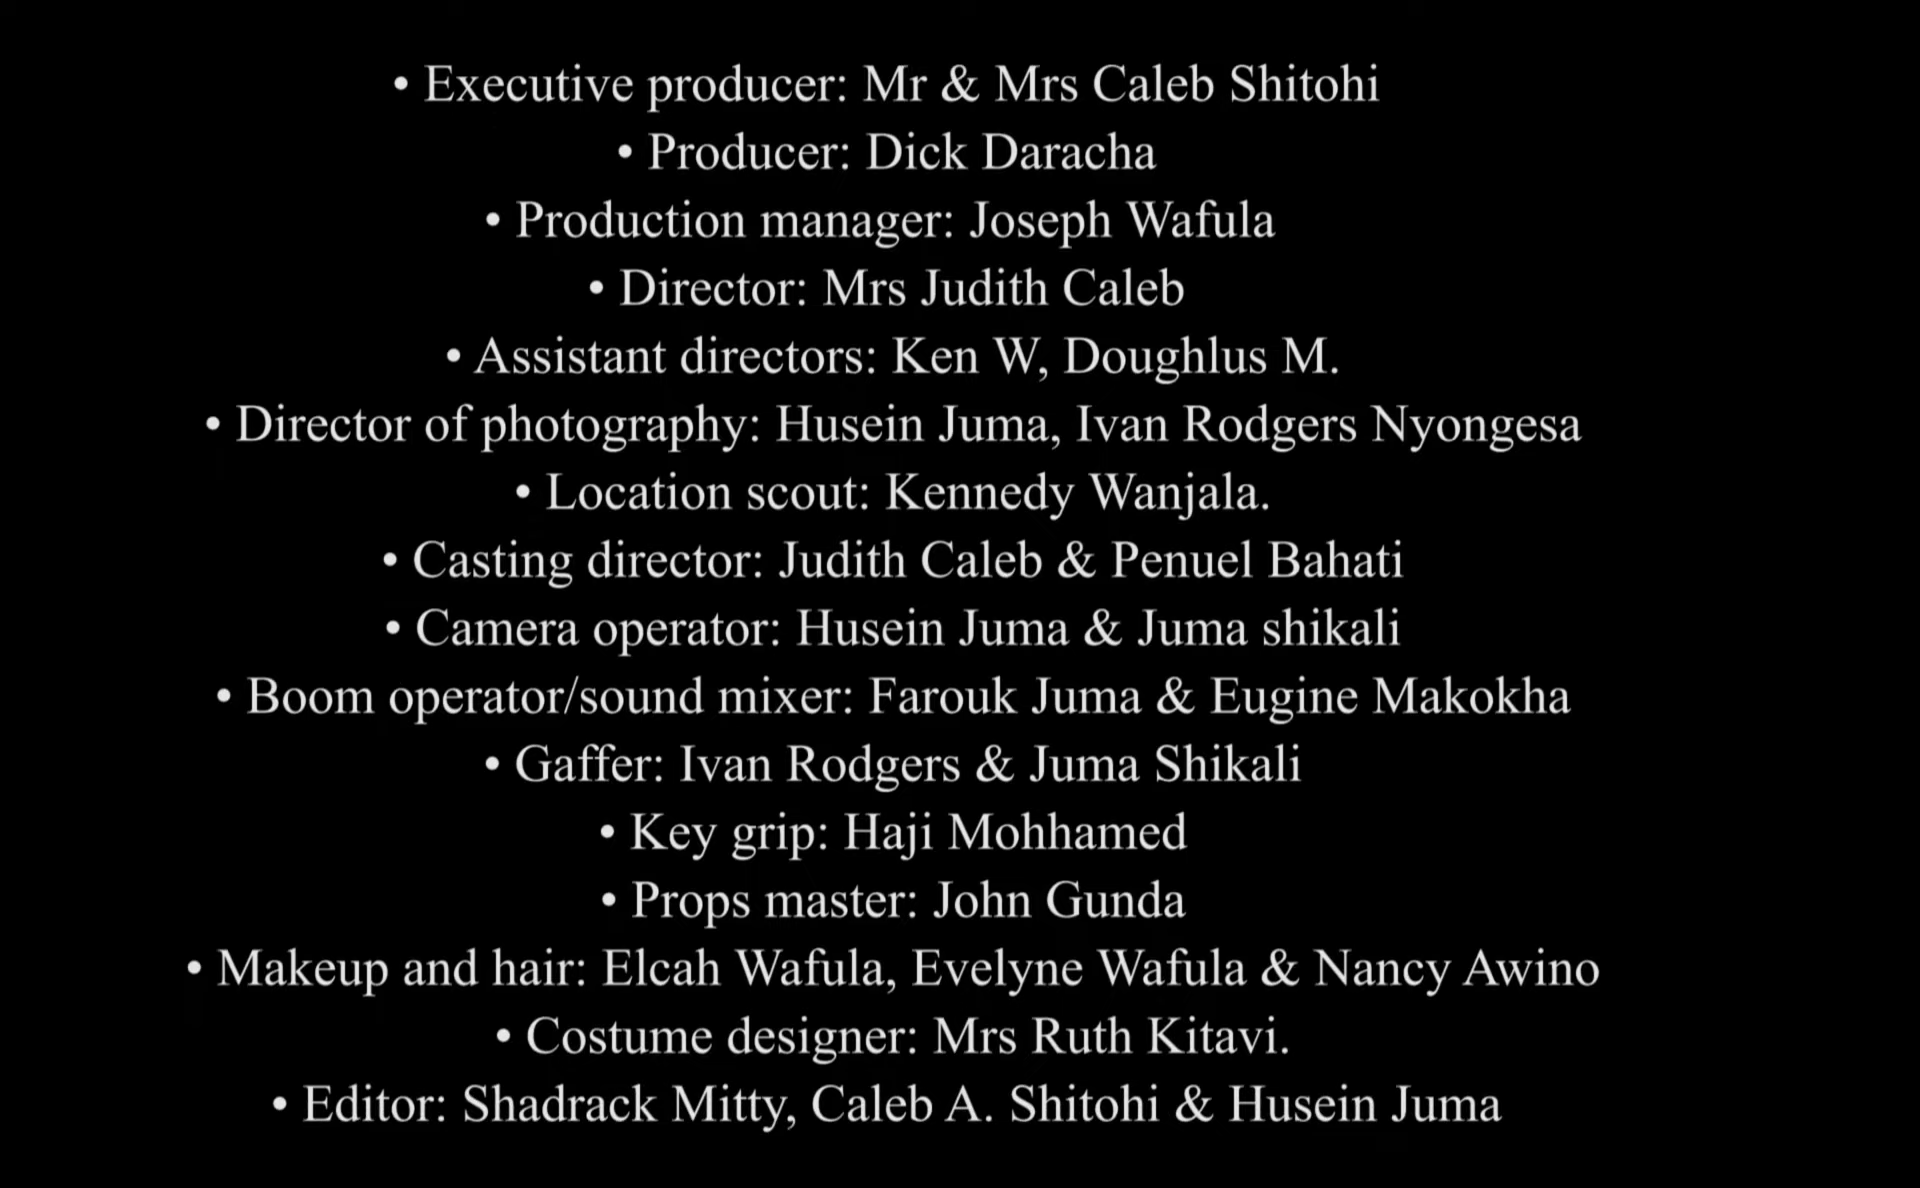 • Executive producer: Mr & Mrs Caleb Shitohi
• Producer: Dick Daracha
• Production manager: Joseph Wafula
• Director: Mrs Judith Caleb
• Assistant directors: Ken W, Doughlus M.
• Director of photography: Husein Juma, Ivan Rodgers Nyongesa
• Location scout: Kennedy Wanjala.
• Casting director: Judith Caleb & Penuel Bahati
• Camera operator: Husein Juma & Juma shikali
• Boom operator/sound mixer: Farouk Juma & Eugine Makokha
• Gaffer: Ivan Rodgers & Juma Shikali
• Key grip: Haji Mohhamed
• Props master: John Gunda
• Makeup and hair: Elcah Wafula, Evelyne Wafula & Nancy Awino
• Costume designer: Mrs Ruth Kitavi.
• Editor: Shadrack Mitty, Caleb A. Shitohi & Husein Juma